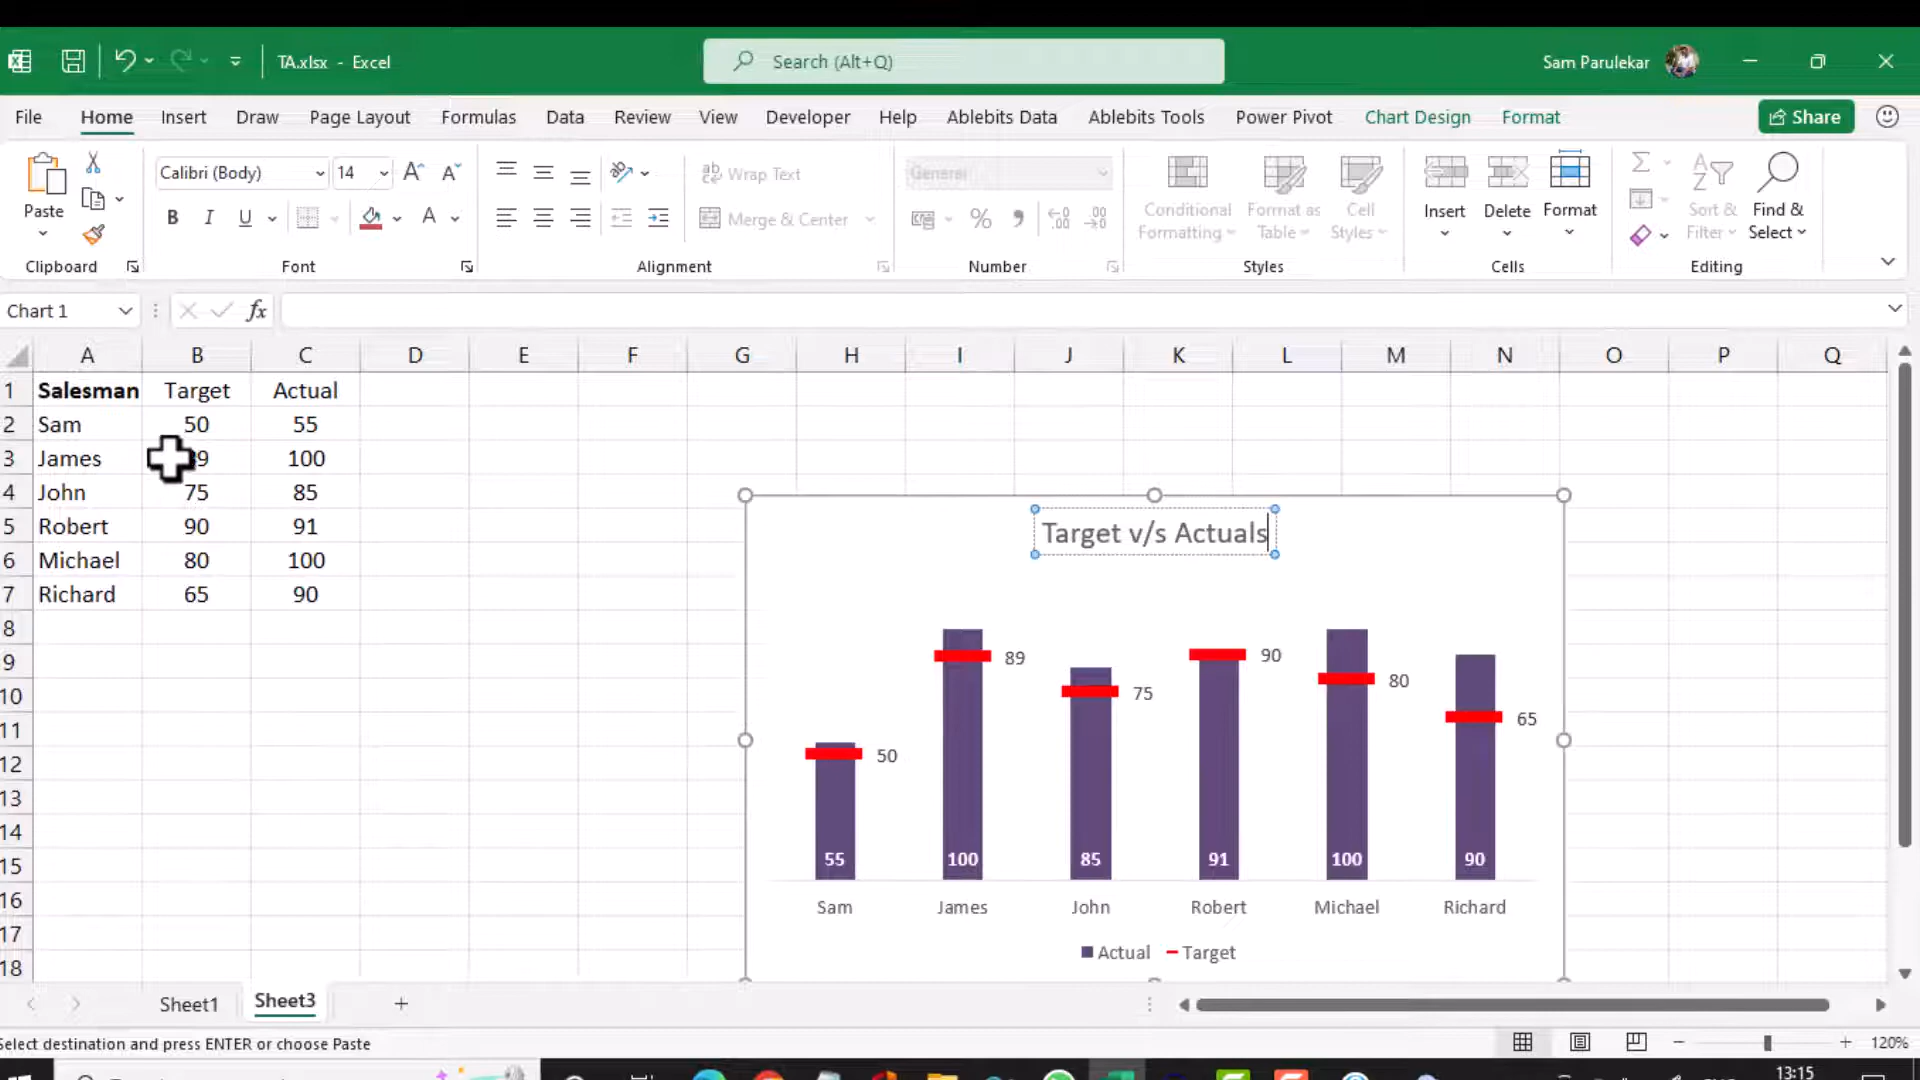 TA.xlsx - Excel
Search (Alt+Q)
Sam Parulekar
File Home Insert Draw Page Layout Formulas Data Review View Developer Help Ablebits Data Ablebits Tools Power Pivot Chart Design Format Share
Paste
Clipboard
Calibri (Body) 14
B I U A
Font
Wrap Text
Merge & Center
Alignment
General
%
Number
Conditional Formatting
Format as Table
Cell Styles
Styles
Insert Delete Format
Cells
Sort & Filter
Find & Select
Editing
Chart 1 fx
A B C D E F G H I J K L M N O P Q
1 Salesman Target Actual
2 Sam 50 55
3 James 100
4 John 75 85
5 Robert 90 91
6 Michael 80 100
7 Richard 65 90
8
9
10
11
12
13
14
15
16
17
18
Target v/s Actuals
50 89 75 90 80 65
55 100 85 91 100 90
Sam James John Robert Michael Richard
Actual Target
Sheet1 Sheet3
Select destination and press ENTER or choose Paste
120%
13:15